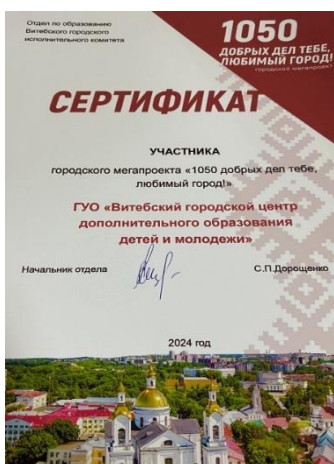 Отдел по образованию
Витебского городского
исполнительного комитета
1050
ДОБРЫХ ДЕЛ ТЕБЕ,
ЛЮБИМЫЙ ГОРОД!
городской мегапроект
СЕРТИФИКАТ
УЧАСТНИКА
городского мегапроекта «1050 добрых дел тебе,
любимый город!»
ГУО «Витебский городской центр
дополнительного образования
детей и молодежи»
Начальник отдела С.П.Дорощенко
2024 год